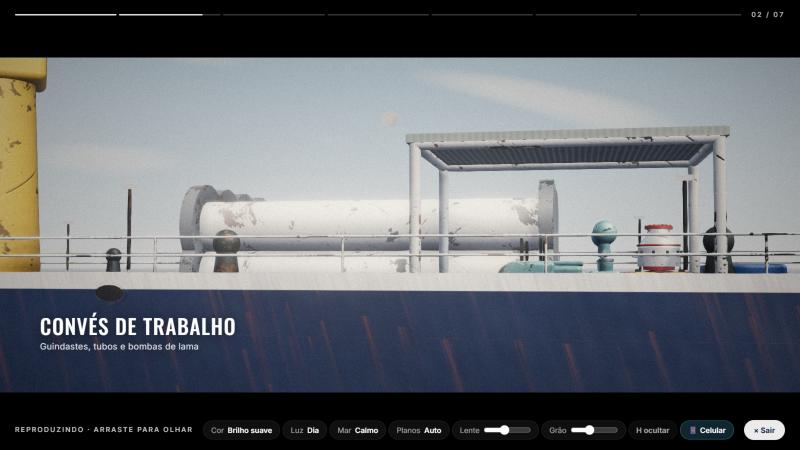 02 / 07
CONVÉS DE TRABALHO
Guindastes, tubos e bombas de lama
REPRODUZINDO · ARRASTE PARA OLHAR
Cor Brilho suave
Luz Dia
Mar Calmo
Planos Auto
Lente
Grão
H ocultar
Celular
× Sair